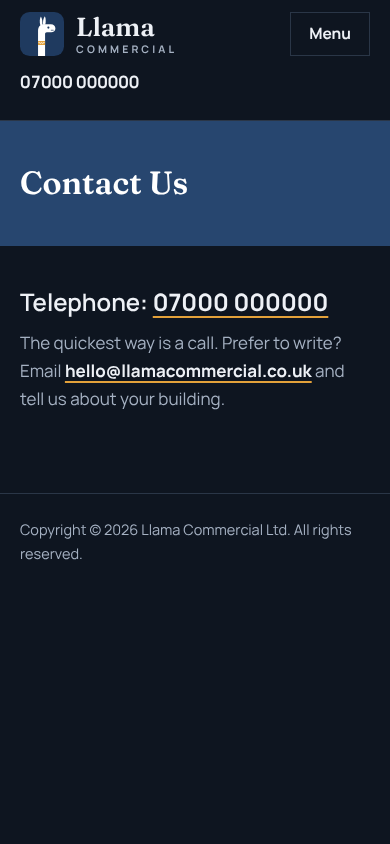 Llama
COMMERCIAL
Menu
07000 000000
Contact Us
Telephone: 07000 000000
The quickest way is a call. Prefer to write?
Email hello@llamacommercial.co.uk and
tell us about your building.
Copyright © 2026 Llama Commercial Ltd. All rights
reserved.